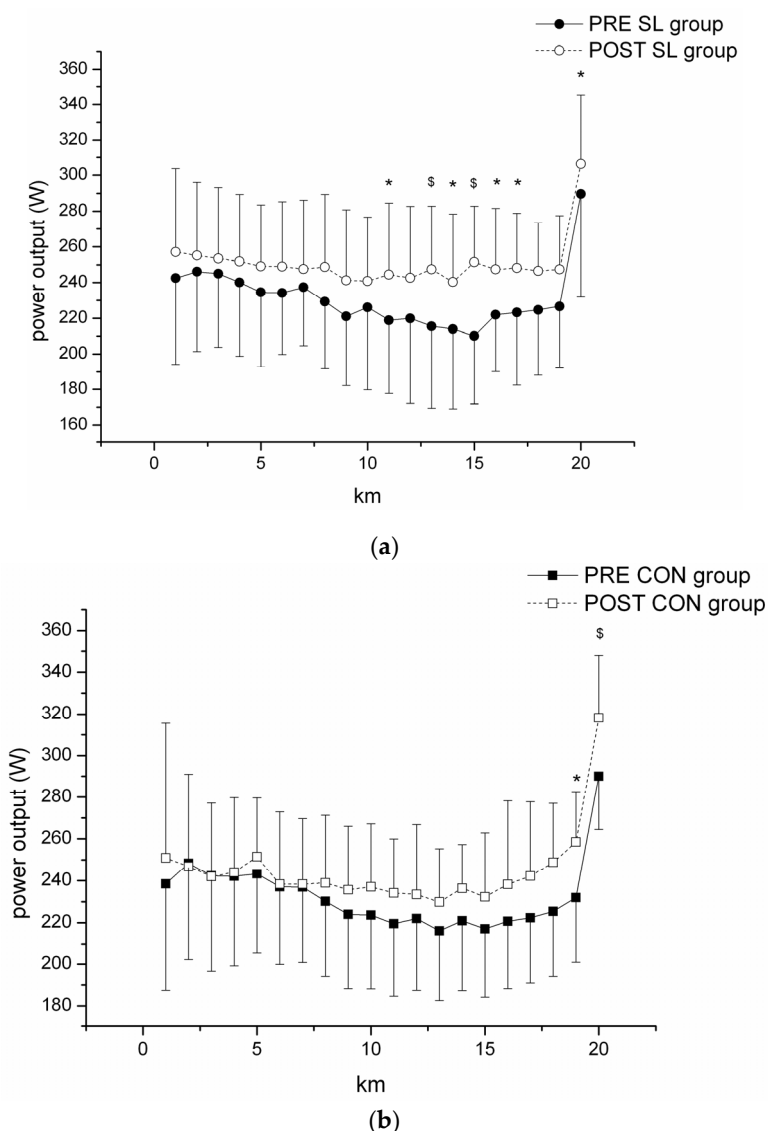 PRE SL group
POST SL group
360
340
320
300
280
260
240
220
200
180
160
power output (W)
* $ * $ * * *
0 5 10 15 20
km
(a)
PRE CON group
POST CON group
360
340
320
300
280
260
240
220
200
180
power output (W)
* $
0 5 10 15 20
km
(b)